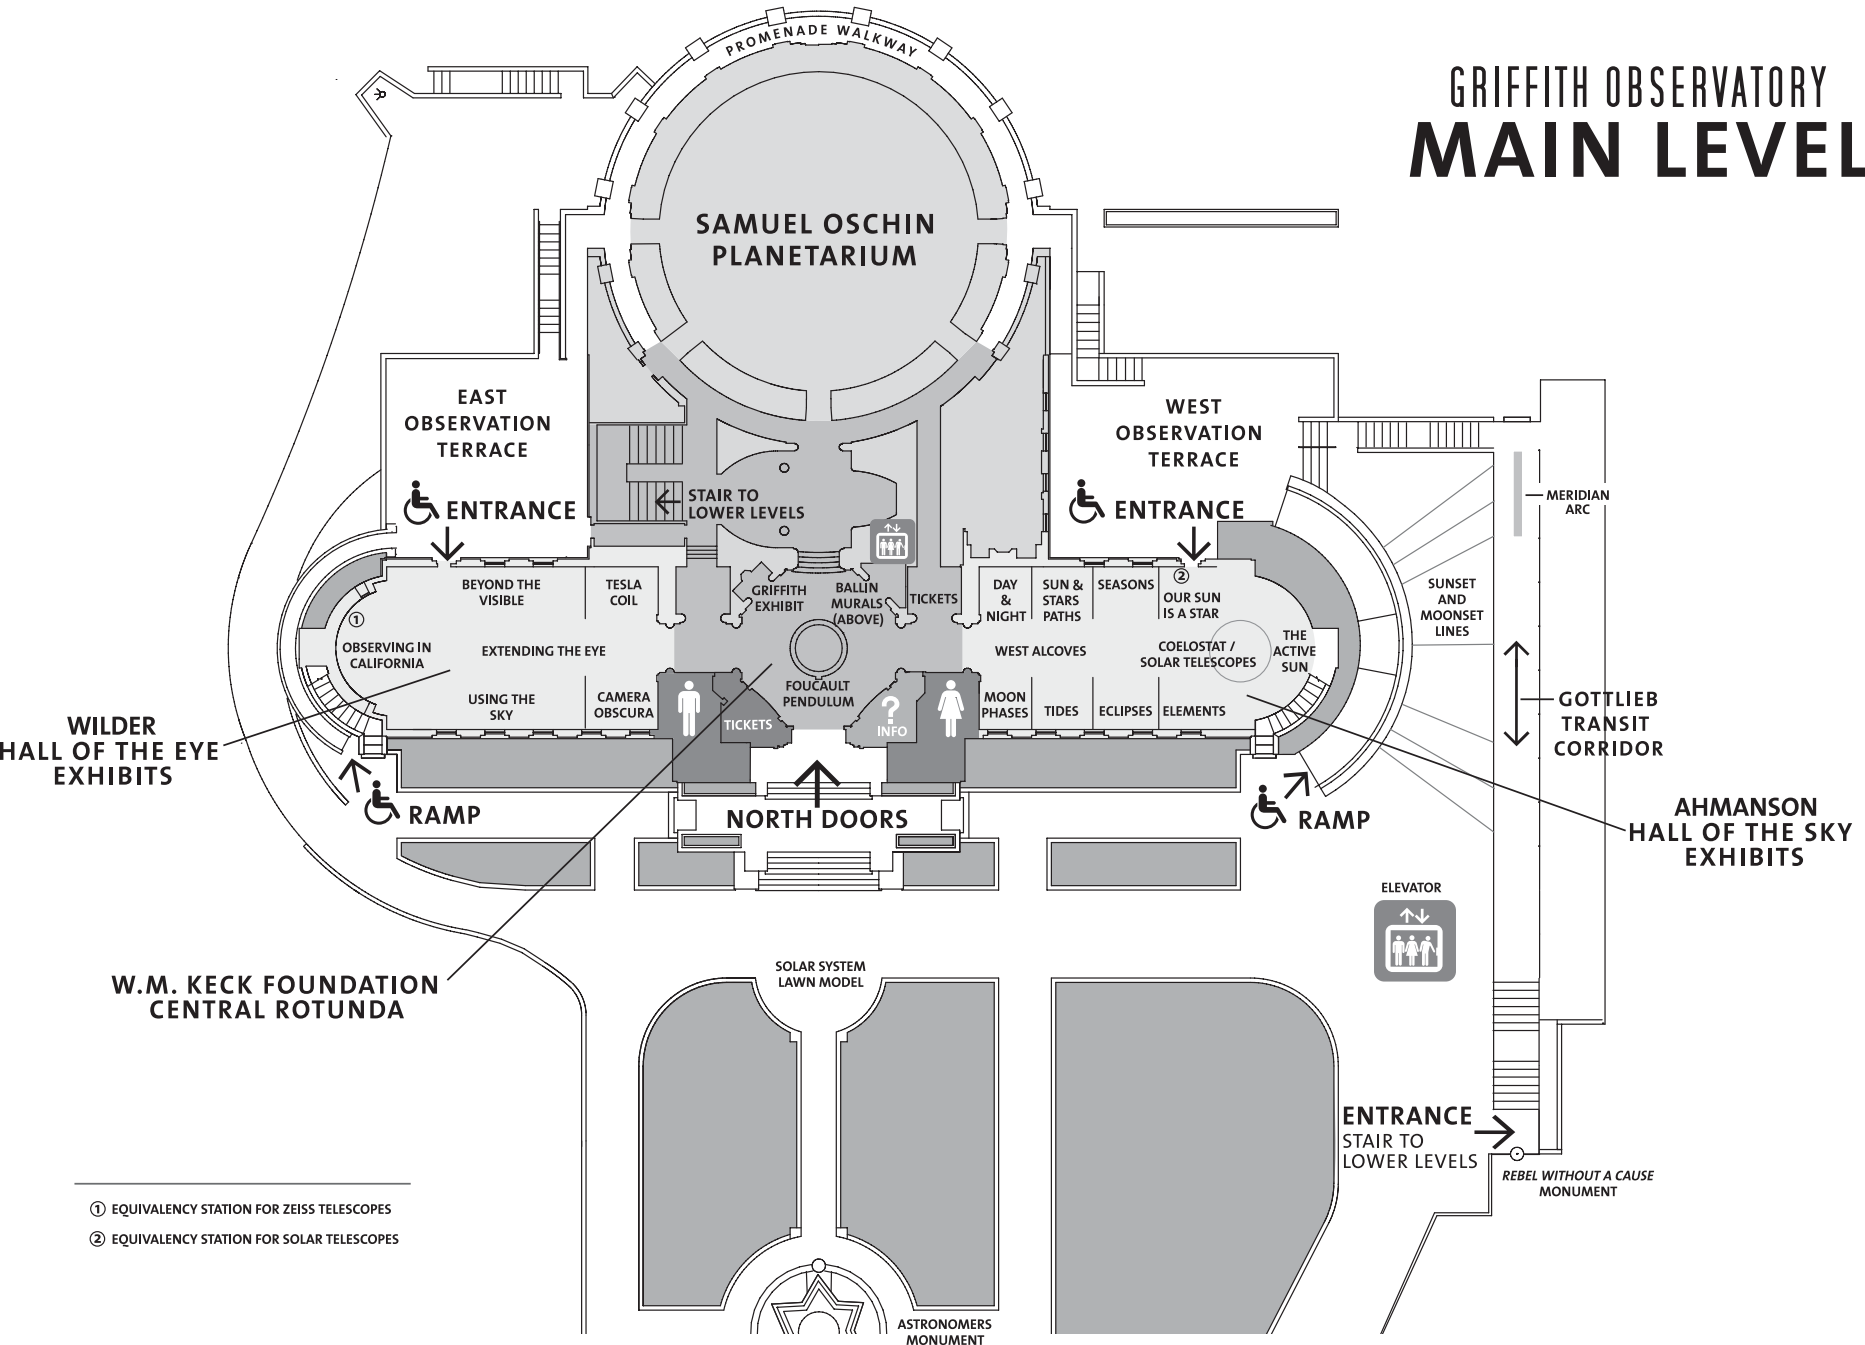 PROMENADE WALKWAY
GRIFFITH OBSERVATORY
MAIN LEVEL
SAMUEL OSCHIN
PLANETARIUM
EAST
OBSERVATION
TERRACE
ENTRANCE
WEST
OBSERVATION
TERRACE
ENTRANCE
STAIR TO
LOWER LEVELS
MERIDIAN
ARC
BEYOND THE
VISIBLE
TESLA
COIL
GRIFFITH
EXHIBIT
BALLIN
MURALS
(ABOVE)
TICKETS
DAY
&
NIGHT
SUN &
STARS
PATHS
SEASONS
2
OUR SUN
IS A STAR
SUNSET
AND
MOONSET
LINES
1
OBSERVING IN
CALIFORNIA
EXTENDING THE EYE
WEST ALCOVES
COELOSTAT /
SOLAR TELESCOPES
THE
ACTIVE
SUN
USING THE
SKY
CAMERA
OBSCURA
FOUCAULT
PENDULUM
TICKETS
?
INFO
MOON
PHASES
TIDES
ECLIPSES
ELEMENTS
GOTTLIEB
TRANSIT
CORRIDOR
WILDER
HALL OF THE EYE
EXHIBITS
RAMP
NORTH DOORS
RAMP
AHMANSON
HALL OF THE SKY
EXHIBITS
ELEVATOR
W.M. KECK FOUNDATION
CENTRAL ROTUNDA
SOLAR SYSTEM
LAWN MODEL
ENTRANCE
STAIR TO
LOWER LEVELS
REBEL WITHOUT A CAUSE
MONUMENT
1 EQUIVALENCY STATION FOR ZEISS TELESCOPES
2 EQUIVALENCY STATION FOR SOLAR TELESCOPES
ASTRONOMERS
MONUMENT